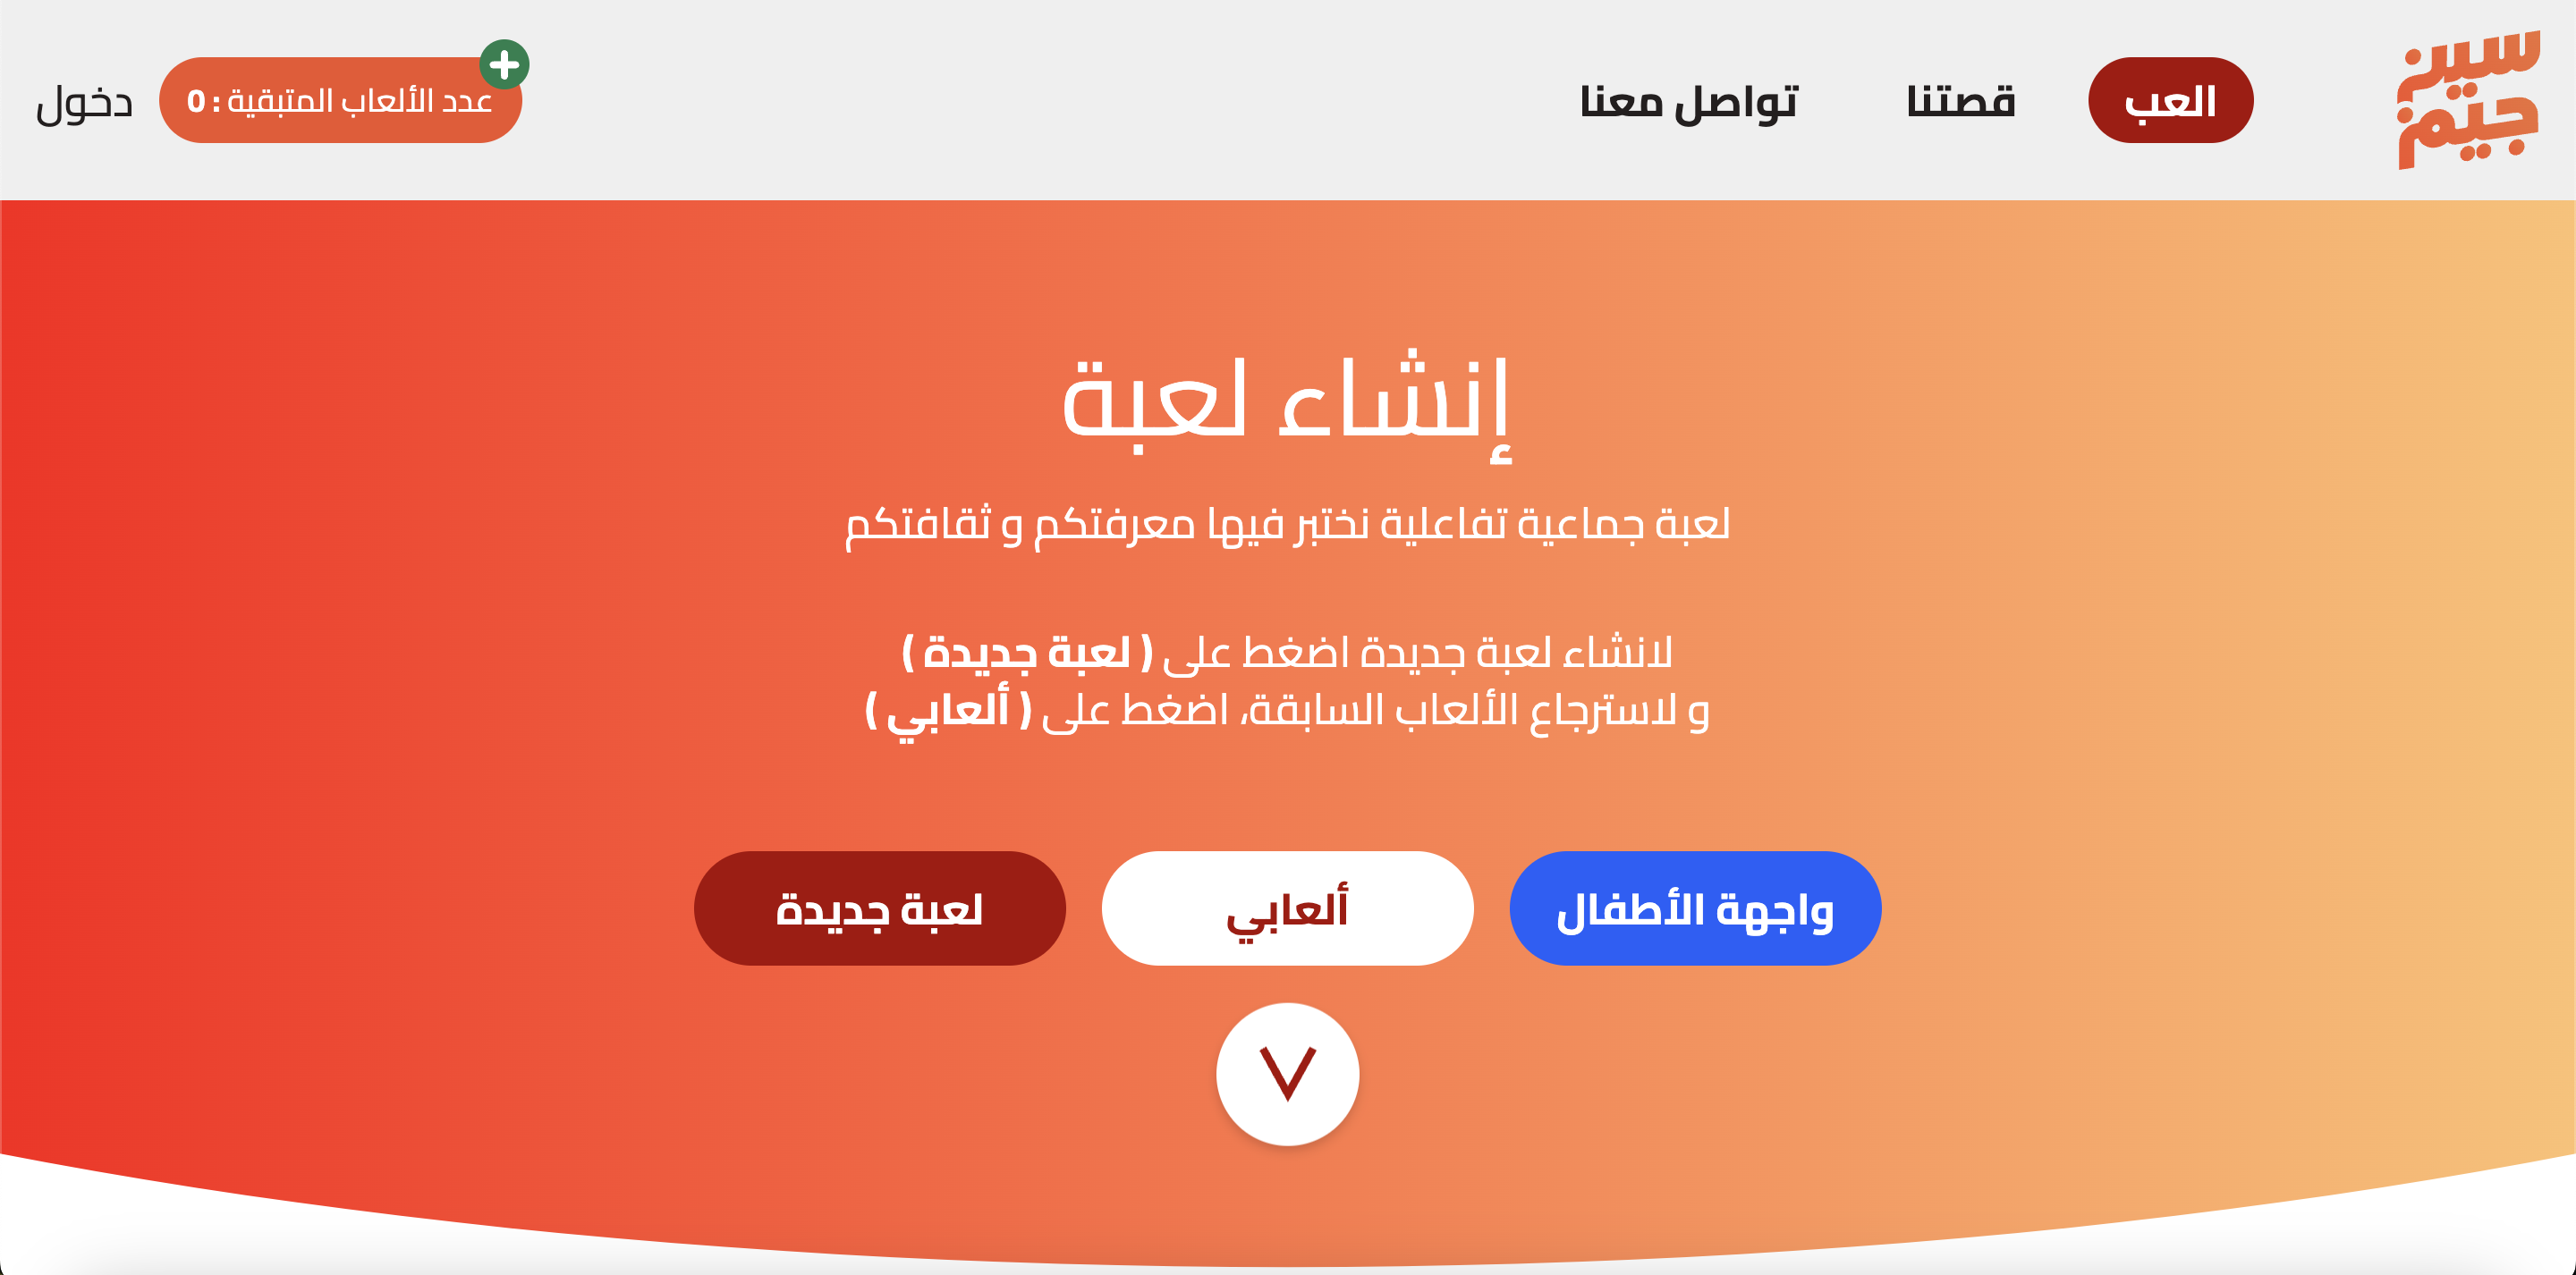 سين
جيم
العب
قصتنا
تواصل معنا
عدد الألعاب المتبقية : 0
دخول
إنشاء لعبة
لعبة جماعية تفاعلية نختبر فيها معرفتكم و ثقافتكم
لانشاء لعبة جديدة اضغط على ( لعبة جديدة )
و لاسترجاع الألعاب السابقة، اضغط على ( ألعابي )
واجهة الأطفال
ألعابي
لعبة جديدة